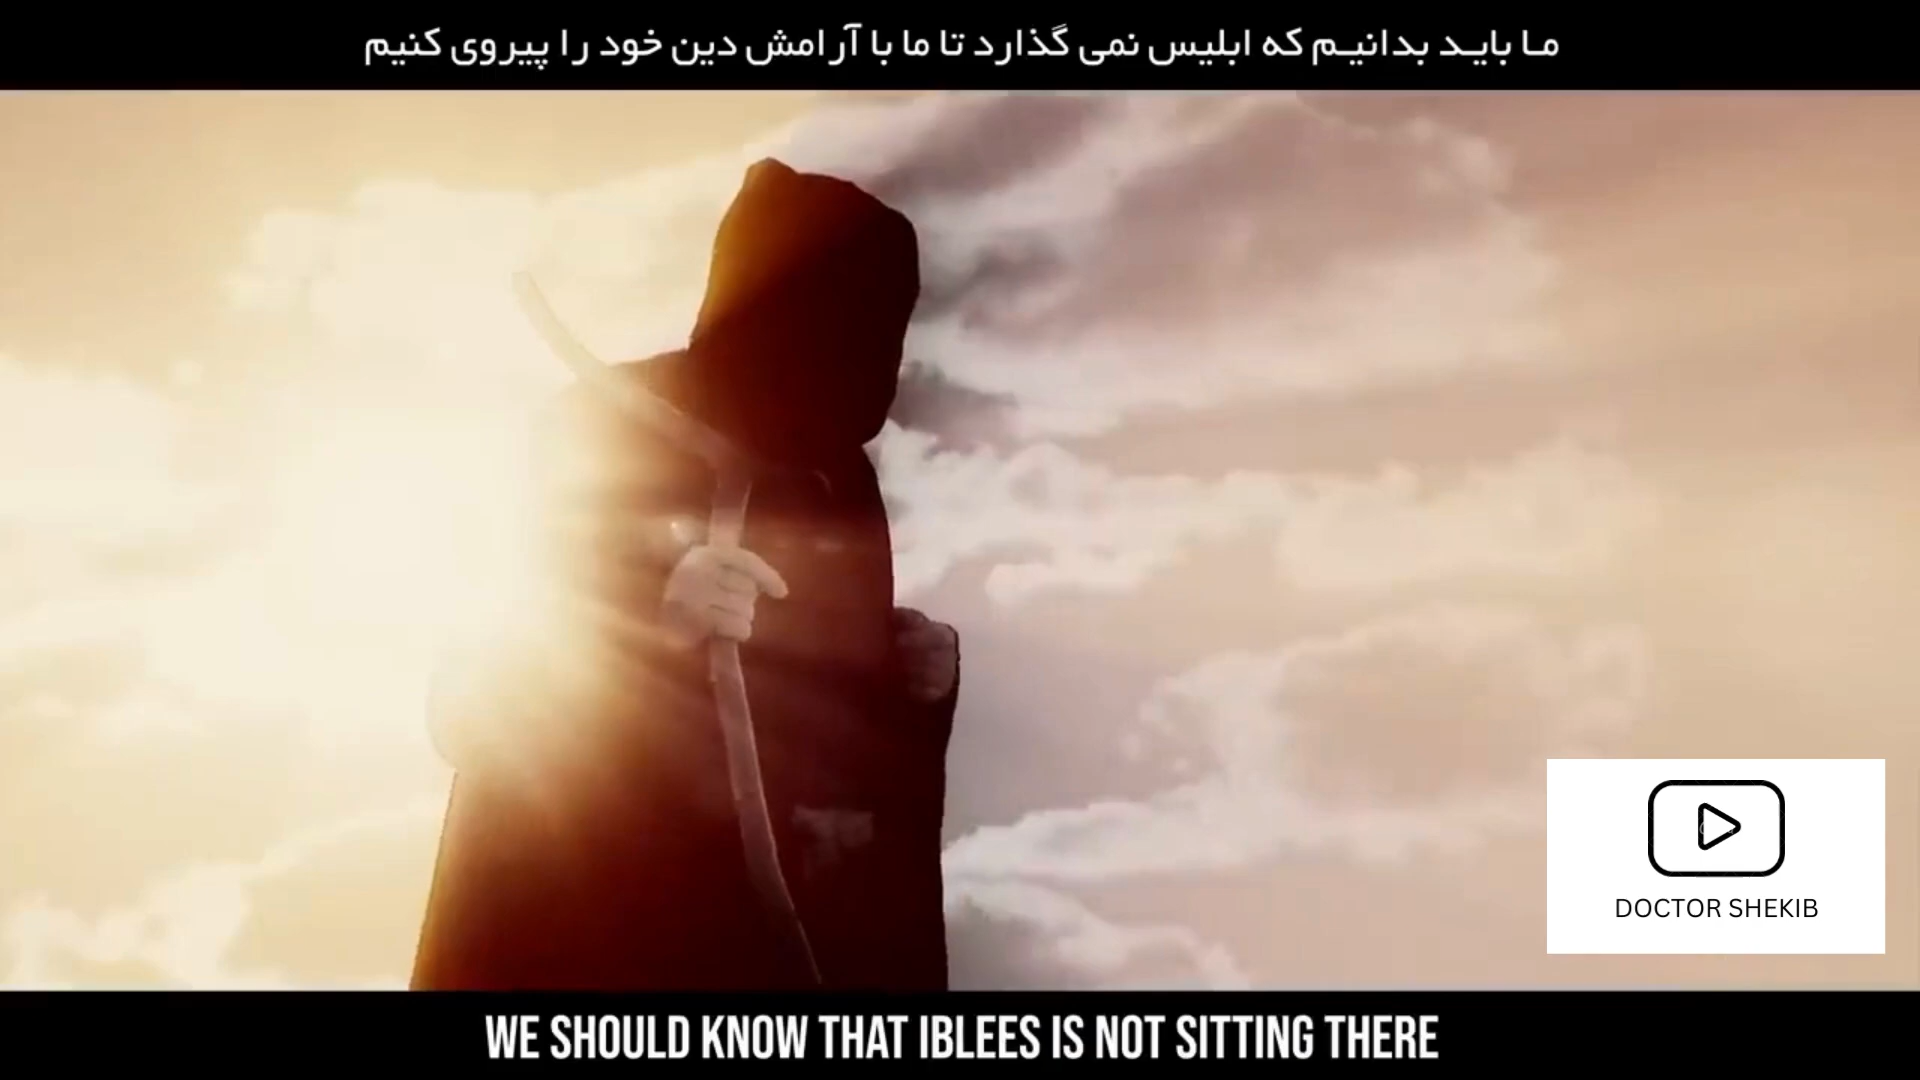 ما باید بدانیم که ابلیس نمی گذارد تا ما با آرامش دین خود را پیروی کنیم
DOCTOR SHEKIB
WE SHOULD KNOW THAT IBLEES IS NOT SITTING THERE